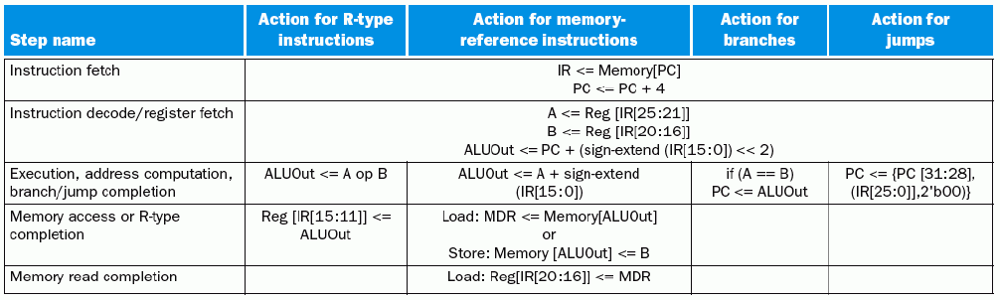 Step name
Action for R-type
instructions
Action for memory-
reference instructions
Action for
branches
Action for
jumps
Instruction fetch
IR <= Memory[PC]
PC <= PC + 4
Instruction decode/register fetch
A <= Reg [IR[25:21]]
B <= Reg [IR[20:16]]
ALUOut <= PC + (sign-extend (IR[15:0]) << 2)
Execution, address computation,
branch/jump completion
ALUOut <= A op B
ALUOut <= A + sign-extend
(IR[15:0])
if (A == B)
PC <= ALUOut
PC <= {PC [31:28],
(IR[25:0]],2'b00)}
Memory access or R-type
completion
Reg [IR[15:11]] <=
ALUOut
Load: MDR <= Memory[ALUOut]
or
Store: Memory [ALUOut] <= B
Memory read completion
Load: Reg[IR[20:16]] <= MDR